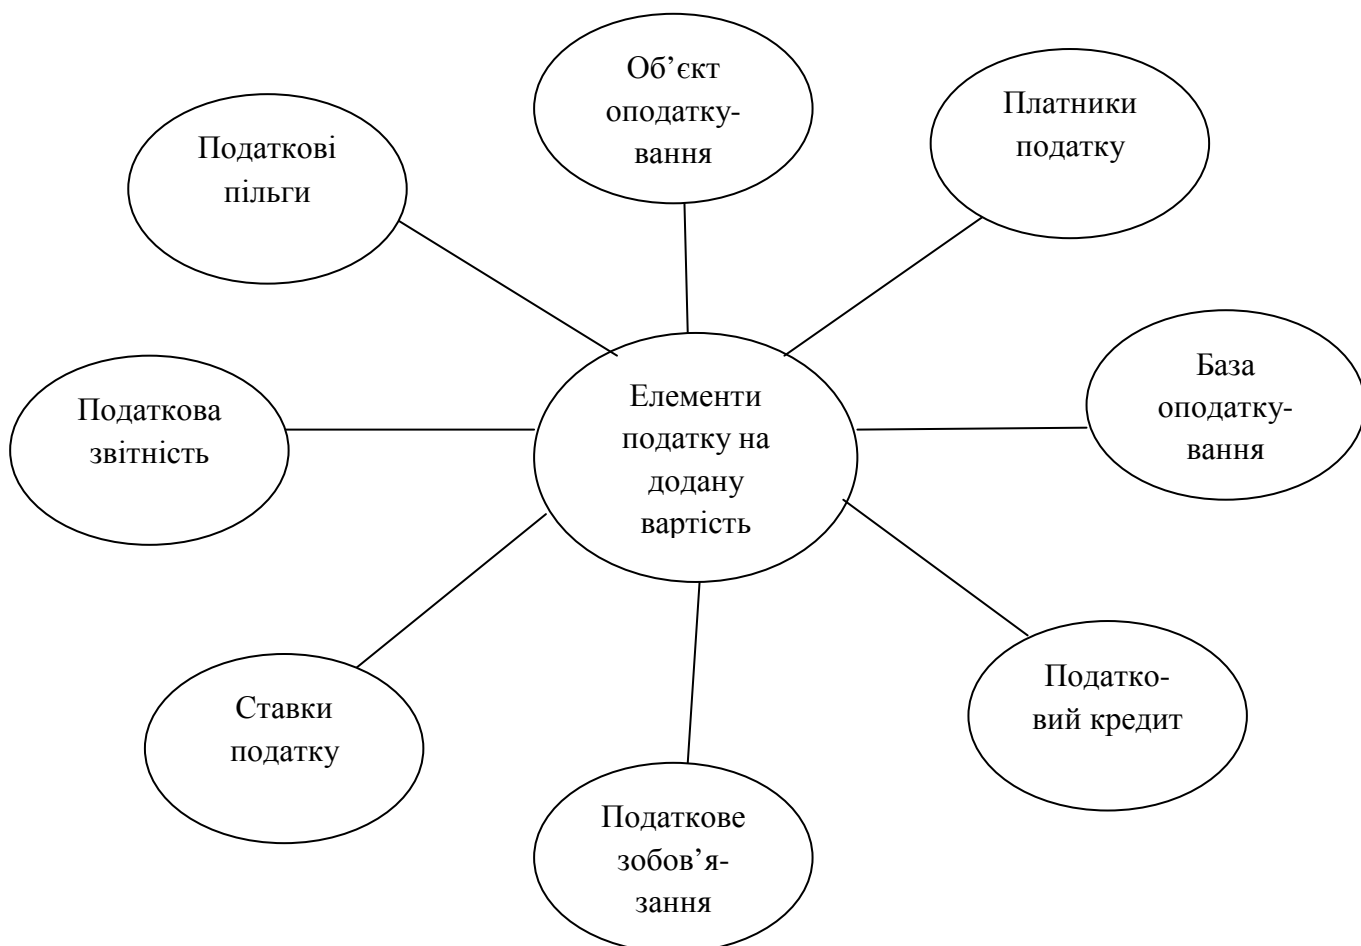 Об’єкт
оподатку-
вання
Платники
податку
Податкові
пільги
База
оподатку-
вання
Елементи
податку на
додану
вартість
Податкова
звітність
Податко-
вий кредит
Ставки
податку
Податкове
зобов’я-
зання